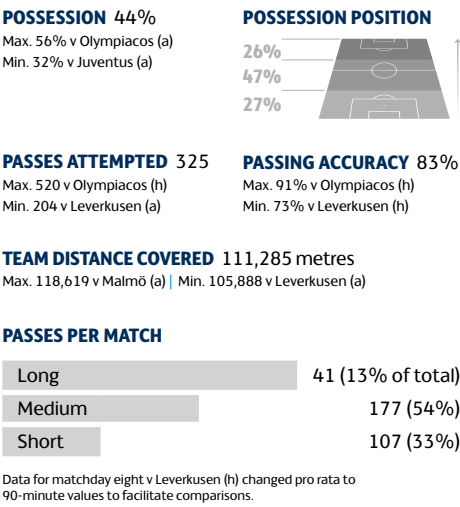 POSSESSION 44%
Max. 56% v Olympiacos (a)
Min. 32% v Juventus (a)
POSSESSION POSITION
26%
47%
27%
PASSES ATTEMPTED 325
Max. 520 v Olympiacos (h)
Min. 204 v Leverkusen (a)
PASSING ACCURACY 83%
Max. 91% v Olympiacos (h)
Min. 73% v Leverkusen (h)
TEAM DISTANCE COVERED 111,285 metres
Max. 118,619 v Malmö (a) | Min. 105,888 v Leverkusen (a)
PASSES PER MATCH
Long 41 (13% of total)
Medium 177 (54%)
Short 107 (33%)
Data for matchday eight v Leverkusen (h) changed pro rata to
90-minute values to facilitate comparisons.